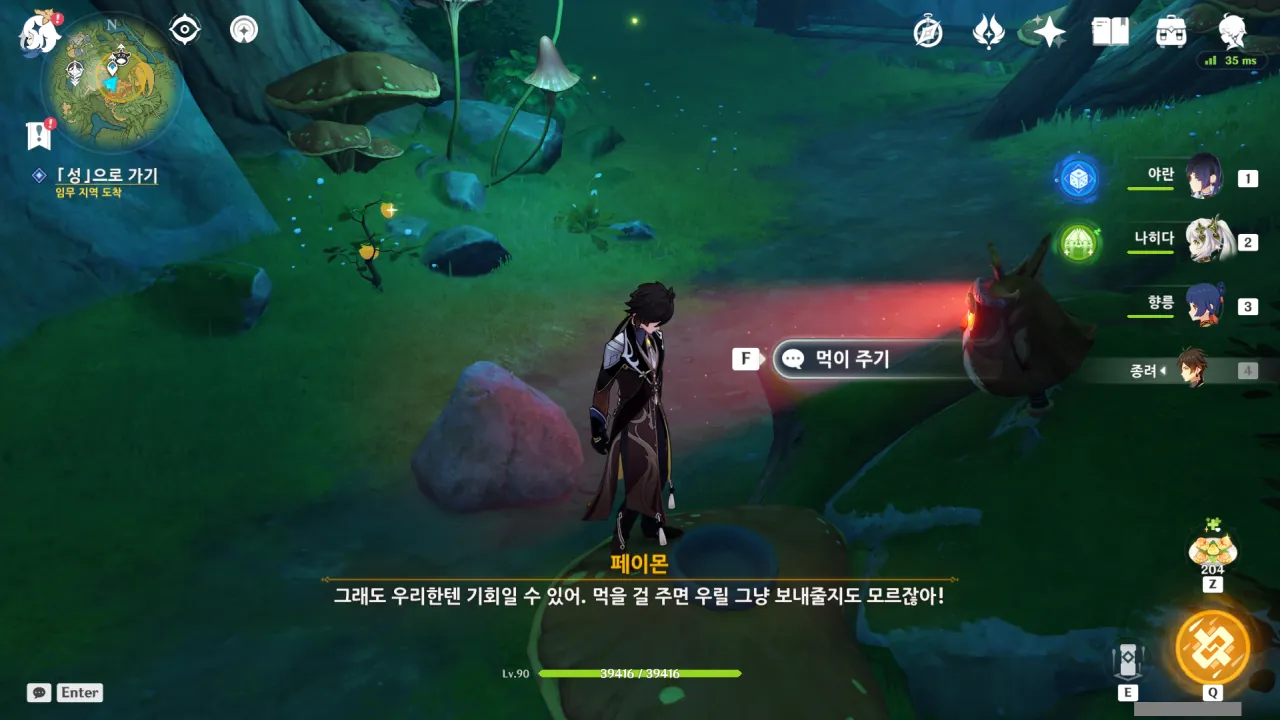 N
35 ms
「성」으로 가기
임무 지역 도착
야란
1
나히다
2
향릉
3
F
먹이 주기
종려
4
페이몬
그래도 우리한텐 기회일 수 있어. 먹을 걸 주면 우릴 그냥 보내줄지도 모르잖아!
204
Z
Lv.90
39416 / 39416
Enter
E
Q